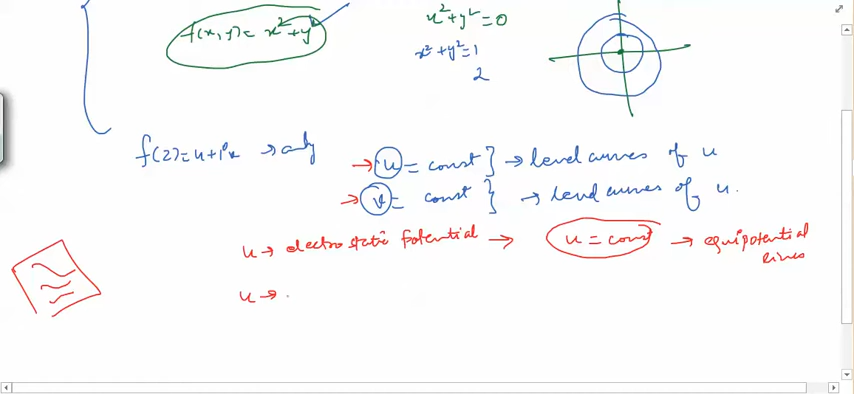 f(x,y) = x²+y²
x²+y²=0
x²+y²=1
2
f(z)=u+iv → anly
→ u = const } → level curves of u
→ v = const } → level curves of u.
u → electrostatic potential → u = const → equipotential lines
u →